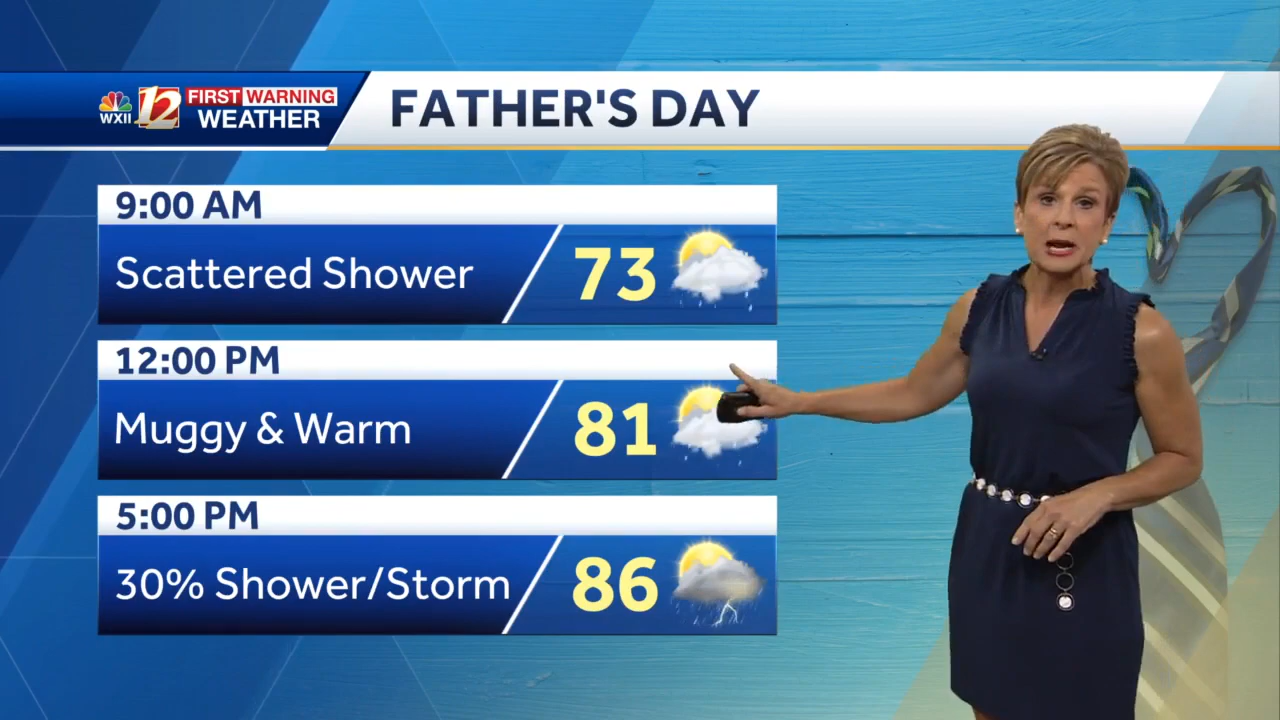 WXII 12 FIRST WARNING
WEATHER
FATHER'S DAY
9:00 AM
Scattered Shower 73
12:00 PM
Muggy & Warm 81
5:00 PM
30% Shower/Storm 86